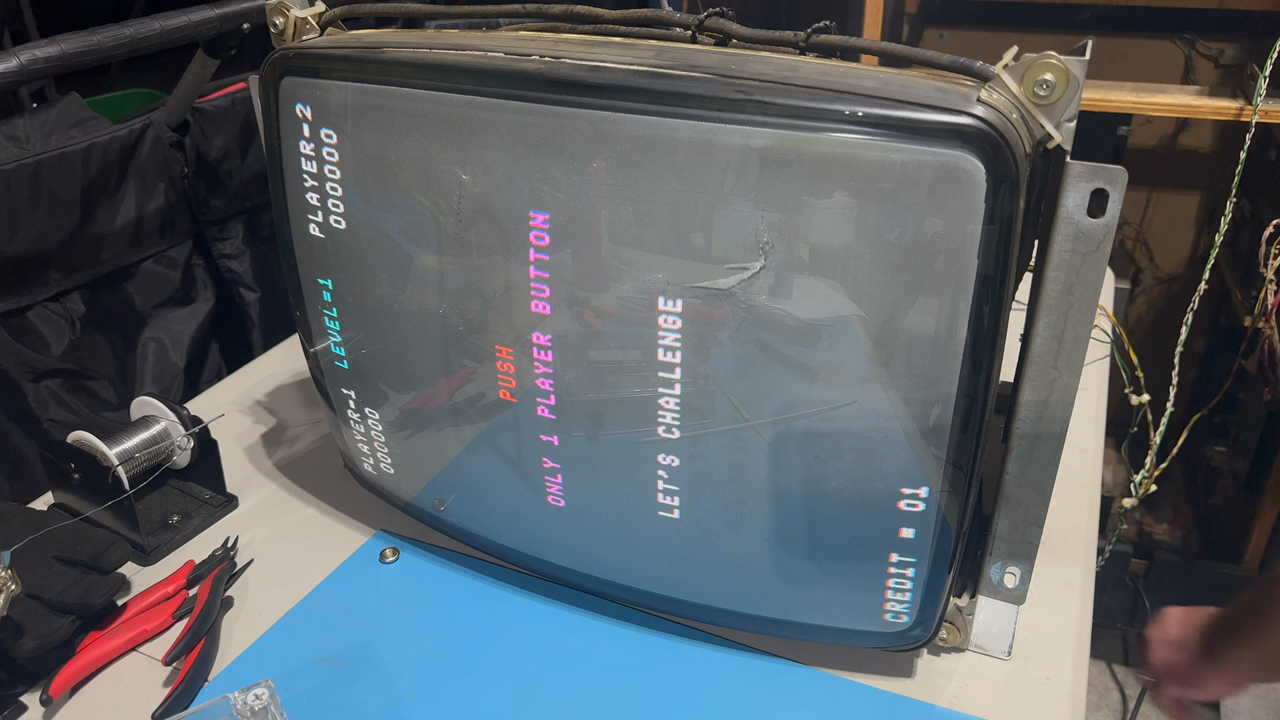 PLAYER-1 LEVEL=1 PLAYER-2
000000 000000
PUSH
ONLY 1 PLAYER BUTTON
LET'S CHALLENGE
CREDIT = 01